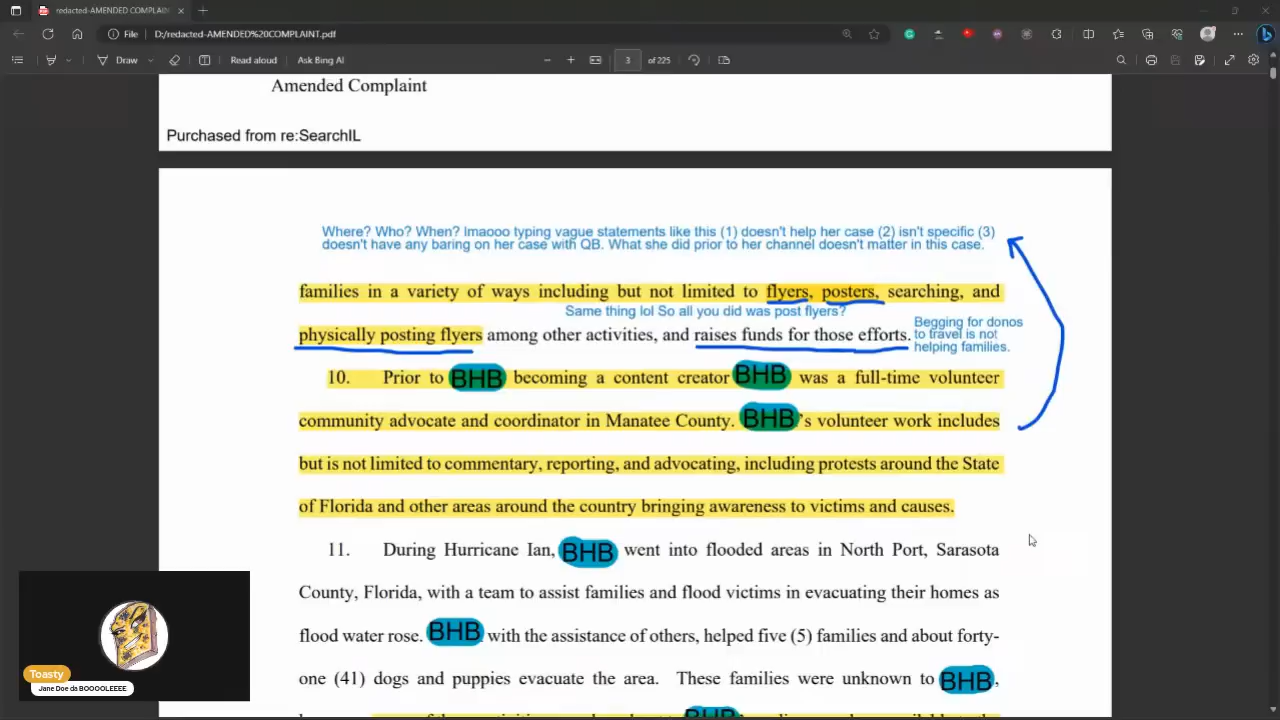 redacted-AMENDED COMPLAINT.pdf
File
D:/redacted-AMENDED%20COMPLAINT.pdf
Draw
Read aloud
Ask Bing AI
3
of 225
Amended Complaint
Purchased from re:SearchIL
Where? Who? When? lmaooo typing vague statements like this (1) doesn't help her case (2) isn't specific (3)
doesn't have any baring on her case with QB. What she did prior to her channel doesn't matter in this case.
families in a variety of ways including but not limited to flyers, posters, searching, and
Same thing lol So all you did was post flyers?
physically posting flyers among other activities, and raises funds for those efforts.
Begging for donos
to travel is not
helping families.
10. Prior to BHB becoming a content creator BHB was a full-time volunteer
community advocate and coordinator in Manatee County. BHB's volunteer work includes
but is not limited to commentary, reporting, and advocating, including protests around the State
of Florida and other areas around the country bringing awareness to victims and causes.
11. During Hurricane Ian, BHB went into flooded areas in North Port, Sarasota
County, Florida, with a team to assist families and flood victims in evacuating their homes as
flood water rose. BHB with the assistance of others, helped five (5) families and about forty-
one (41) dogs and puppies evacuate the area. These families were unknown to BHB,
BHB
Toasty
Jane Doe da BOOOOLEEEE